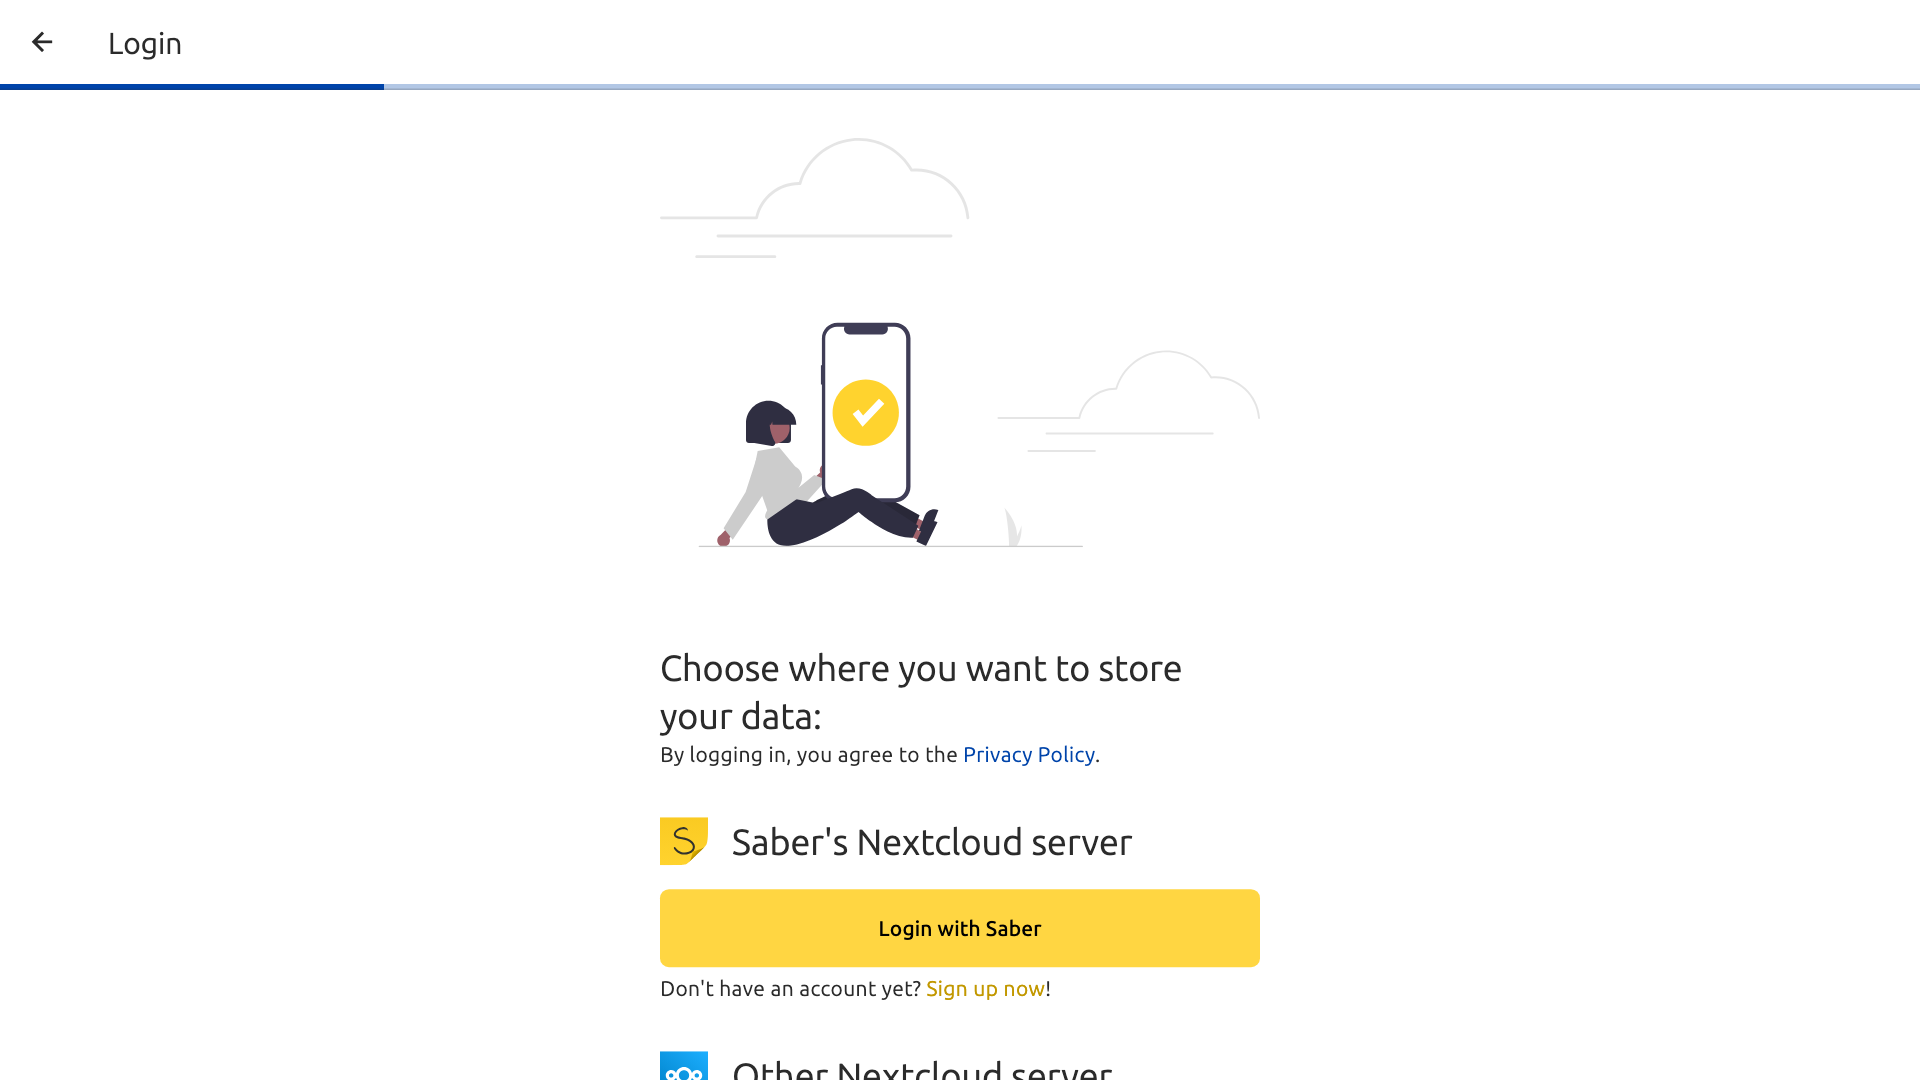 Login
Choose where you want to store
your data:
By logging in, you agree to the Privacy Policy.
Saber's Nextcloud server
Login with Saber
Don't have an account yet? Sign up now!
Other Nextcloud server